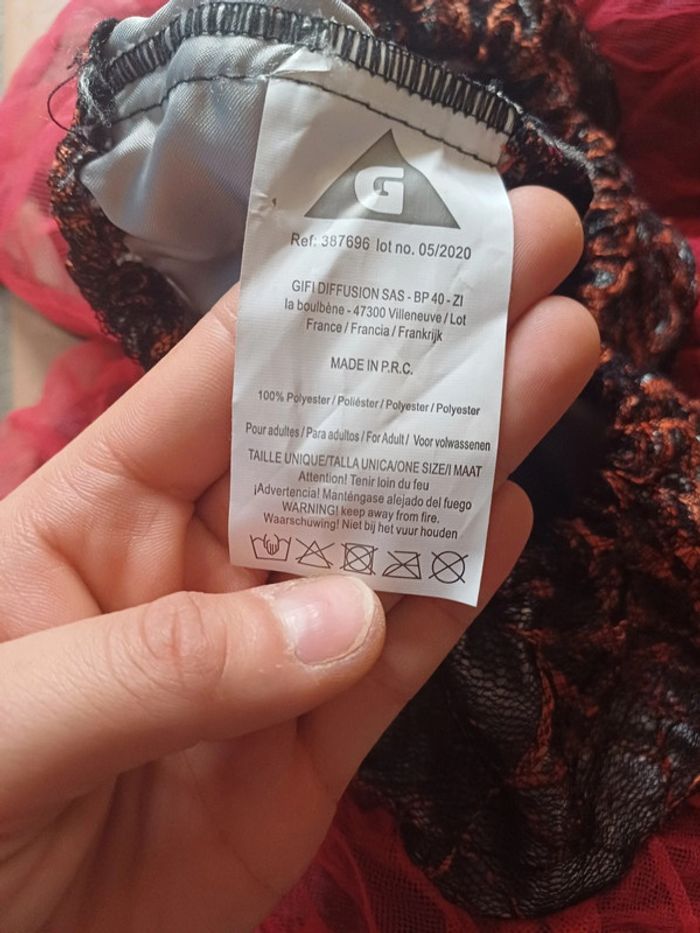 G
Ref: 387696 lot no. 05/2020
GIFI DIFFUSION SAS - BP 40 - ZI
la boulbène - 47300 Villeneuve / Lot
France / Francia / Frankrijk
MADE IN P.R.C.
100% Polyester / Poliéster / Polyester / Polyester
Pour adultes / Para adultos / For Adult / Voor volwassenen
TAILLE UNIQUE/TALLA UNICA/ONE SIZE/I MAAT
Attention! Tenir loin du feu
¡Advertencia! Manténgase alejado del fuego
WARNING! keep away from fire.
Waarschuwing! Niet bij het vuur houden